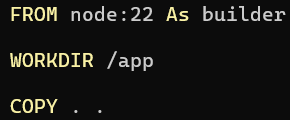 FROM node:22 As builder
WORKDIR /app
COPY . .